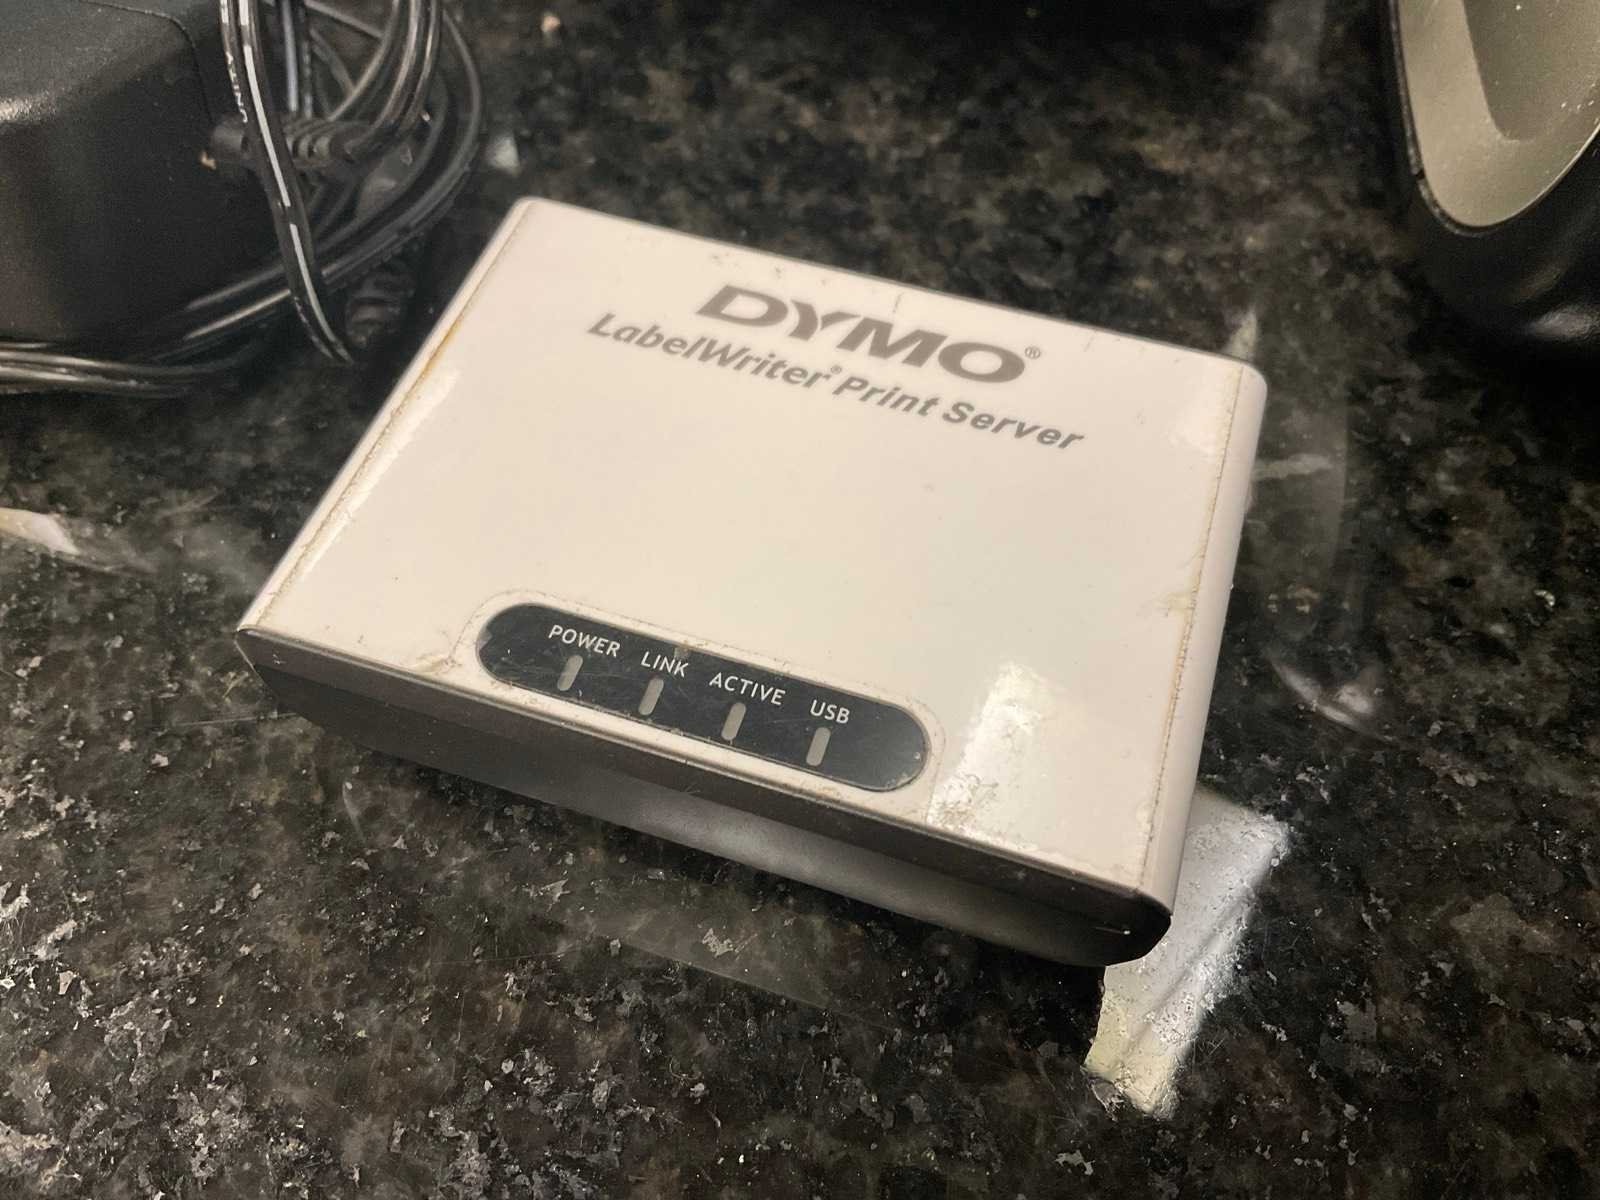 DYMO®
LabelWriter® Print Server
POWER LINK ACTIVE USB